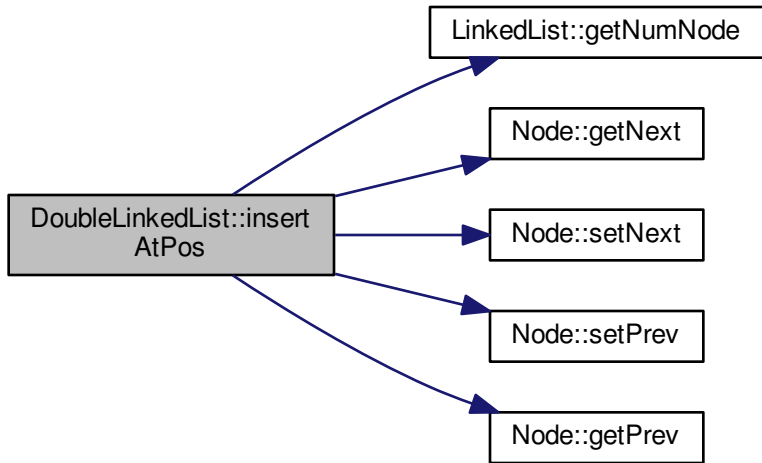 LinkedList::getNumNode
Node::getNext
DoubleLinkedList::insert
AtPos
Node::setNext
Node::setPrev
Node::getPrev